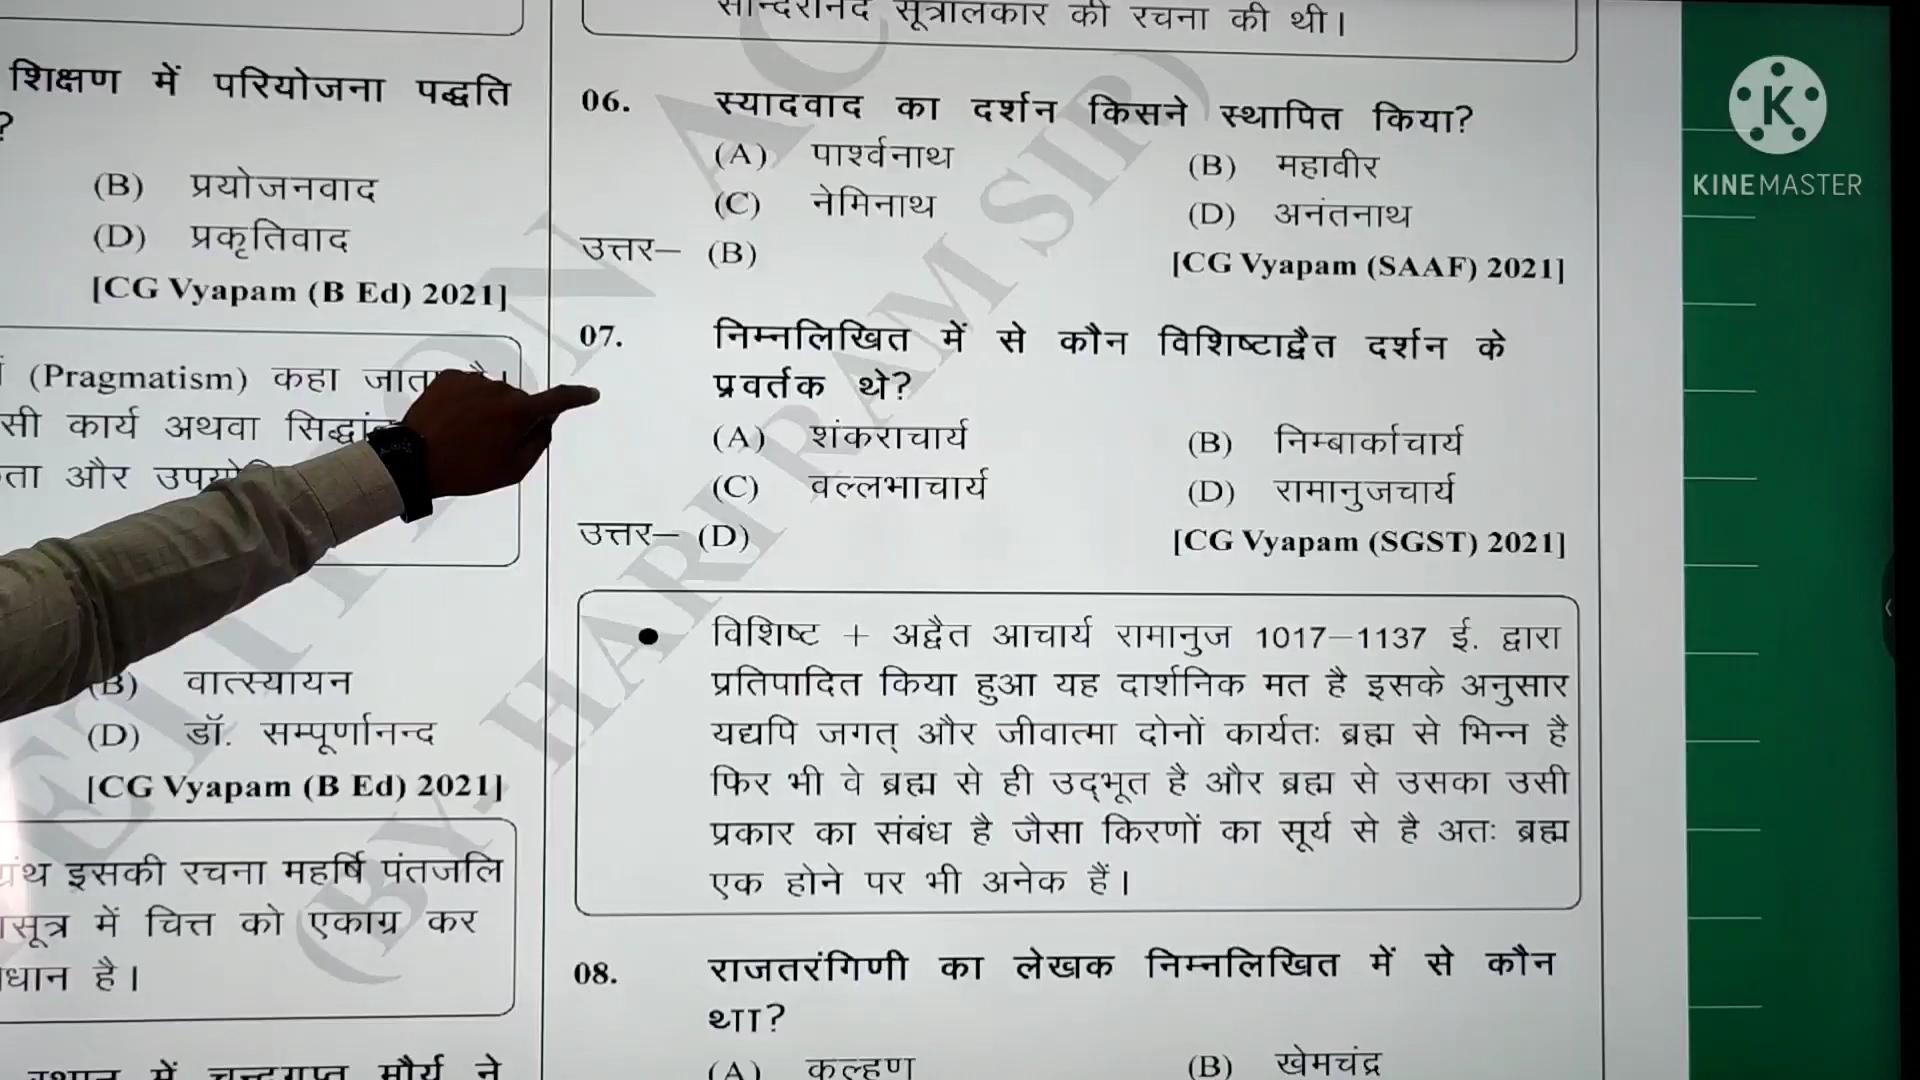 शिक्षण में परियोजना पद्धति
?
(B) प्रयोजनवाद
(D) प्रकृतिवाद
[CG Vyapam (B Ed) 2021]
(Pragmatism) कहा जाता है।
सी कार्य अथवा सिद्धांत
ता और
(B) वात्स्यायन
(D) डॉ. सम्पूर्णानन्द
[CG Vyapam (B Ed) 2021]
ग्रंथ इसकी रचना महर्षि पंतजलि
सूत्र में चित्त को एकाग्र कर
धान है।
में चन्द्रगुप्त मौर्य ने
सूत्रालंकार की रचना की थी।
06. स्यादवाद का दर्शन किसने स्थापित किया?
(A) पार्श्वनाथ (B) महावीर
(C) नेमिनाथ (D) अनंतनाथ
उत्तर– (B) [CG Vyapam (SAAF) 2021]
07. निम्नलिखित में से कौन विशिष्टाद्वैत दर्शन के
प्रवर्तक थे?
(A) शंकराचार्य (B) निम्बार्काचार्य
(C) वल्लभाचार्य (D) रामानुजचार्य
उत्तर– (D) [CG Vyapam (SGST) 2021]
● विशिष्ट + अद्वैत आचार्य रामानुज 1017–1137 ई. द्वारा
प्रतिपादित किया हुआ यह दार्शनिक मत है इसके अनुसार
यद्यपि जगत् और जीवात्मा दोनों कार्यतः ब्रह्म से भिन्न है
फिर भी वे ब्रह्म से ही उद्भूत है और ब्रह्म से उसका उसी
प्रकार का संबंध है जैसा किरणों का सूर्य से है अतः ब्रह्म
एक होने पर भी अनेक हैं।
08. राजतरंगिणी का लेखक निम्नलिखित में से कौन
था?
(A) कल्हण (B) खेमचंद्र
(BY- HARI RAM SIR)
K
KINEMASTER